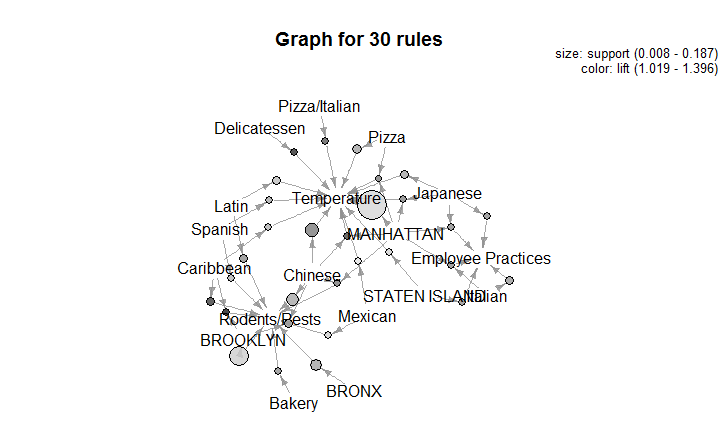 Graph for 30 rules
size: support (0.008 - 0.187)
color: lift (1.019 - 1.396)
Pizza/Italian
Delicatessen
Pizza
Temperature
Japanese
Latin
Spanish
MANHATTAN
Employee Practices
Caribbean
Chinese
STATEN ISLAND
Italian
Rodents/Pests
Mexican
BROOKLYN
BRONX
Bakery